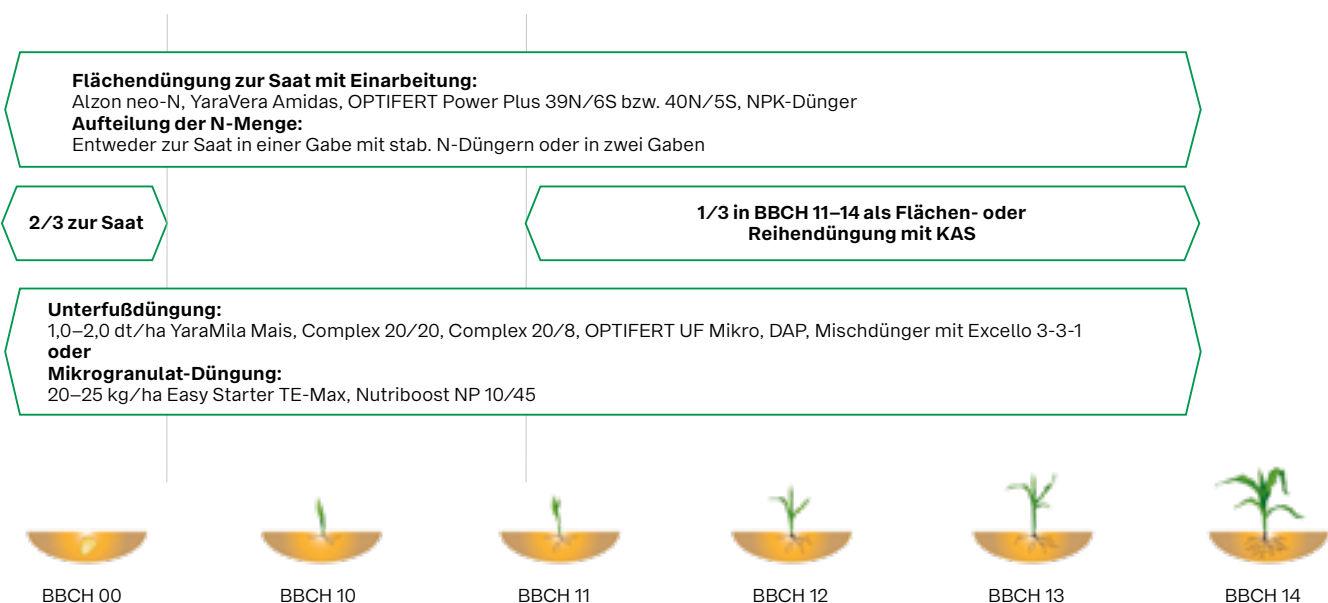 Flächendüngung zur Saat mit Einarbeitung:
Alzon neo-N, YaraVera Amidas, OPTIFERT Power Plus 39N/6S bzw. 40N/5S, NPK-Dünger
Aufteilung der N-Menge:
Entweder zur Saat in einer Gabe mit stab. N-Düngern oder in zwei Gaben
2/3 zur Saat
1/3 in BBCH 11–14 als Flächen- oder
Reihendüngung mit KAS
Unterfußdüngung:
1,0–2,0 dt/ha YaraMila Mais, Complex 20/20, Complex 20/8, OPTIFERT UF Mikro, DAP, Mischdünger mit Excello 3-3-1
oder
Mikrogranulat-Düngung:
20–25 kg/ha Easy Starter TE-Max, Nutriboost NP 10/45
BBCH 00 BBCH 10 BBCH 11 BBCH 12 BBCH 13 BBCH 14